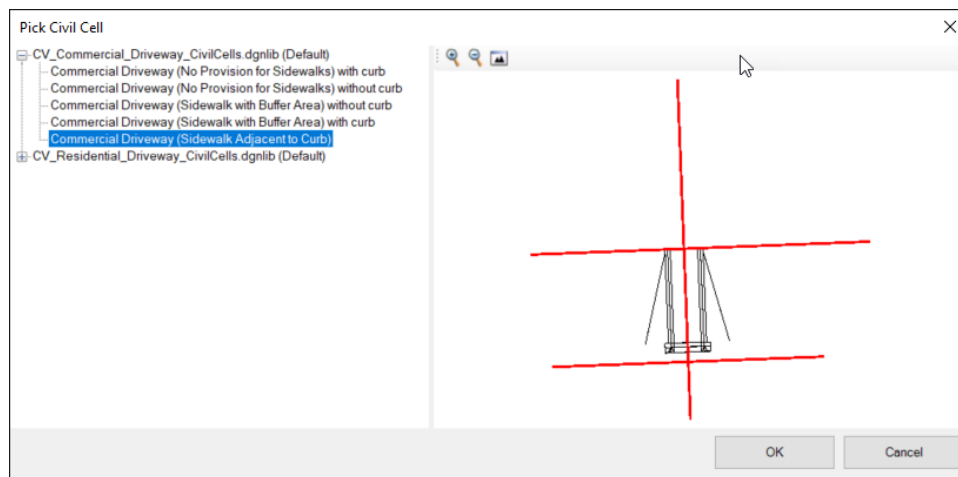 Pick Civil Cell
CV_Commercial_Driveway_CivilCells.dgnlib (Default)
Commercial Driveway (No Provision for Sidewalks) with curb
Commercial Driveway (No Provision for Sidewalks) without curb
Commercial Driveway (Sidewalk with Buffer Area) without curb
Commercial Driveway (Sidewalk with Buffer Area) with curb
Commercial Driveway (Sidewalk Adjacent to Curb)
CV_Residential_Driveway_CivilCells.dgnlib (Default)
OK
Cancel